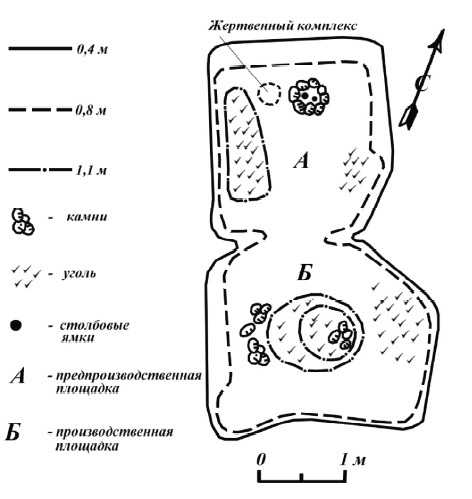 Жертвенный комплекс
С
0,4 м
0,8 м
1,1 м
- камни
- уголь
- столбовые
ямки
А - предпроизводственная
площадка
Б - производственная
площадка
А
Б
0 1 м